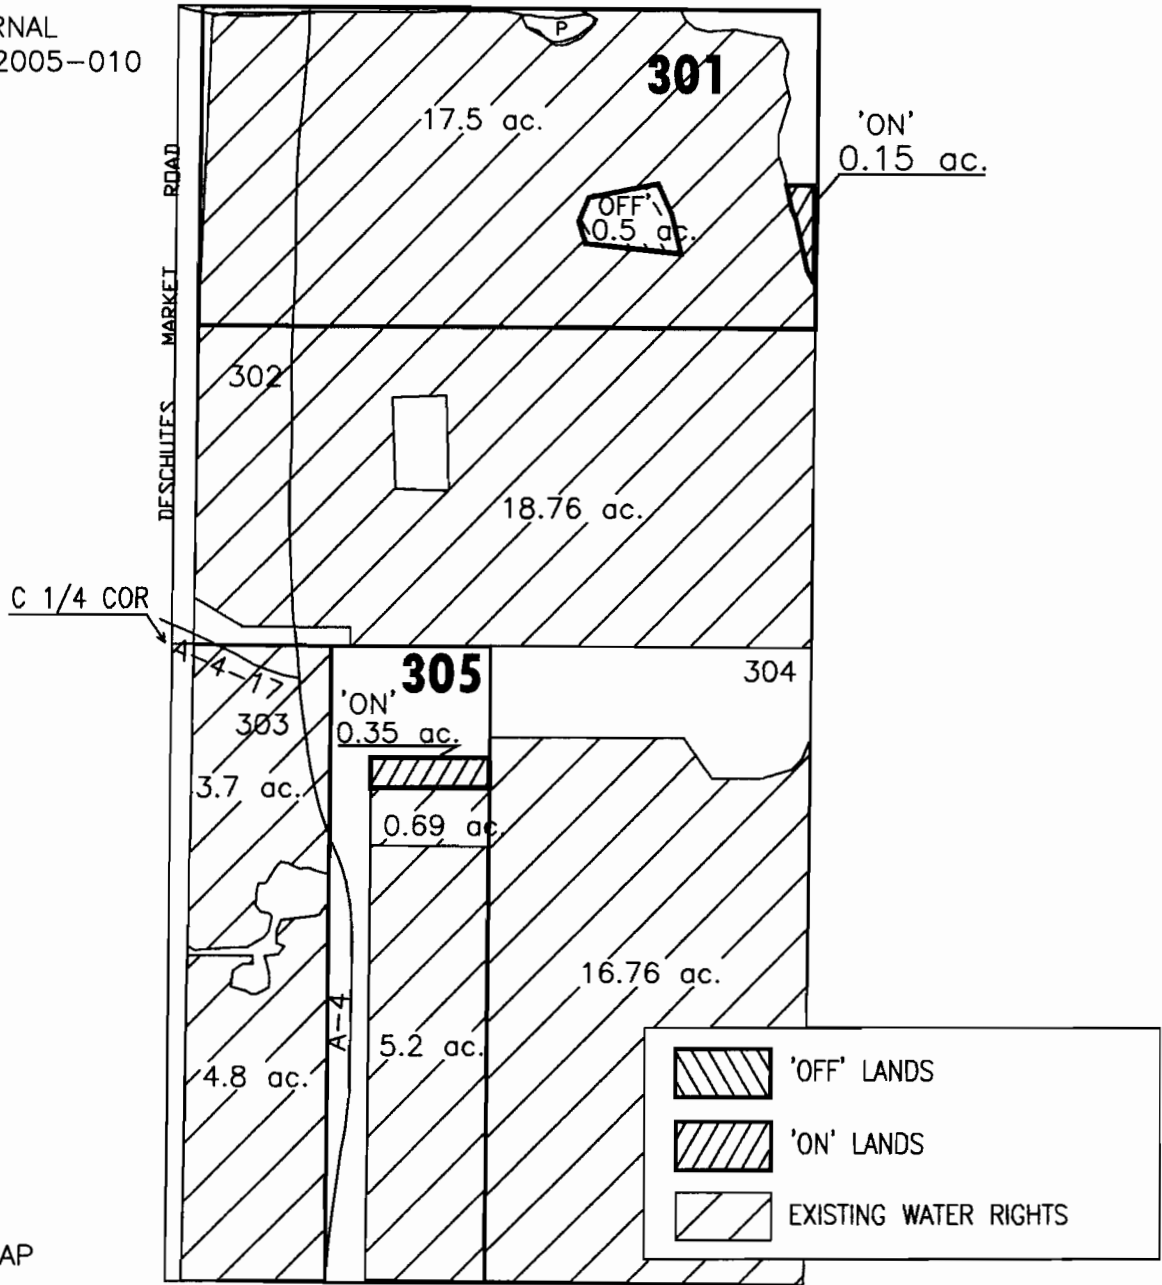 RNAL
2005-010
P
301
17.5 ac.
'ON'
0.15 ac.
'OFF'
0.5 ac.
DESCHUTES MARKET ROAD
302
18.76 ac.
C 1/4 COR
A-4-17
303
305
304
'ON'
0.35 ac.
3.7 ac.
0.69 ac.
16.76 ac.
A-4
5.2 ac.
4.8 ac.
'OFF' LANDS
'ON' LANDS
EXISTING WATER RIGHTS
AP